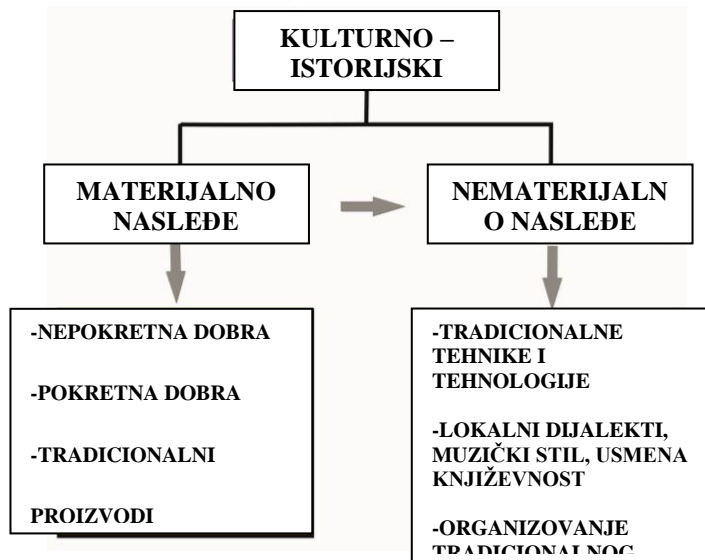 KULTURNO –
ISTORIJSKI
MATERIJALNO
NASLEĐE
NEMATERIJALN
O NASLEĐE
-NEPOKRETNA DOBRA
-POKRETNA DOBRA
-TRADICIONALNI
PROIZVODI
-TRADICIONALNE
TEHNIKE I
TEHNOLOGIJE
-LOKALNI DIJALEKTI,
MUZIČKI STIL, USMENA
KNJIŽEVNOST
-ORGANIZOVANJE
TRADICIONALNOG